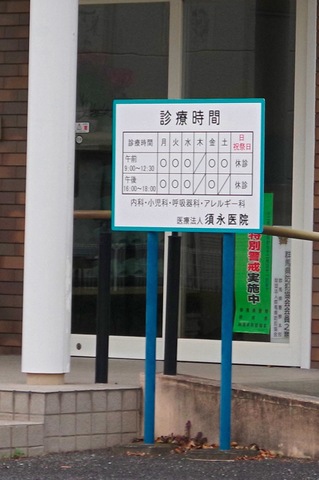 診療時間
診療時間 月 火 水 木 金 土 日祝祭日
午前 9:00〜12:30 ○ ○ ○ ／ ○ ○ 休診
午後 16:00〜18:00 ○ ○ ○ ／ ○ ／ 休診
内科・小児科・呼吸器科・アレルギー科
医療法人 須永医院
特別警戒実施中